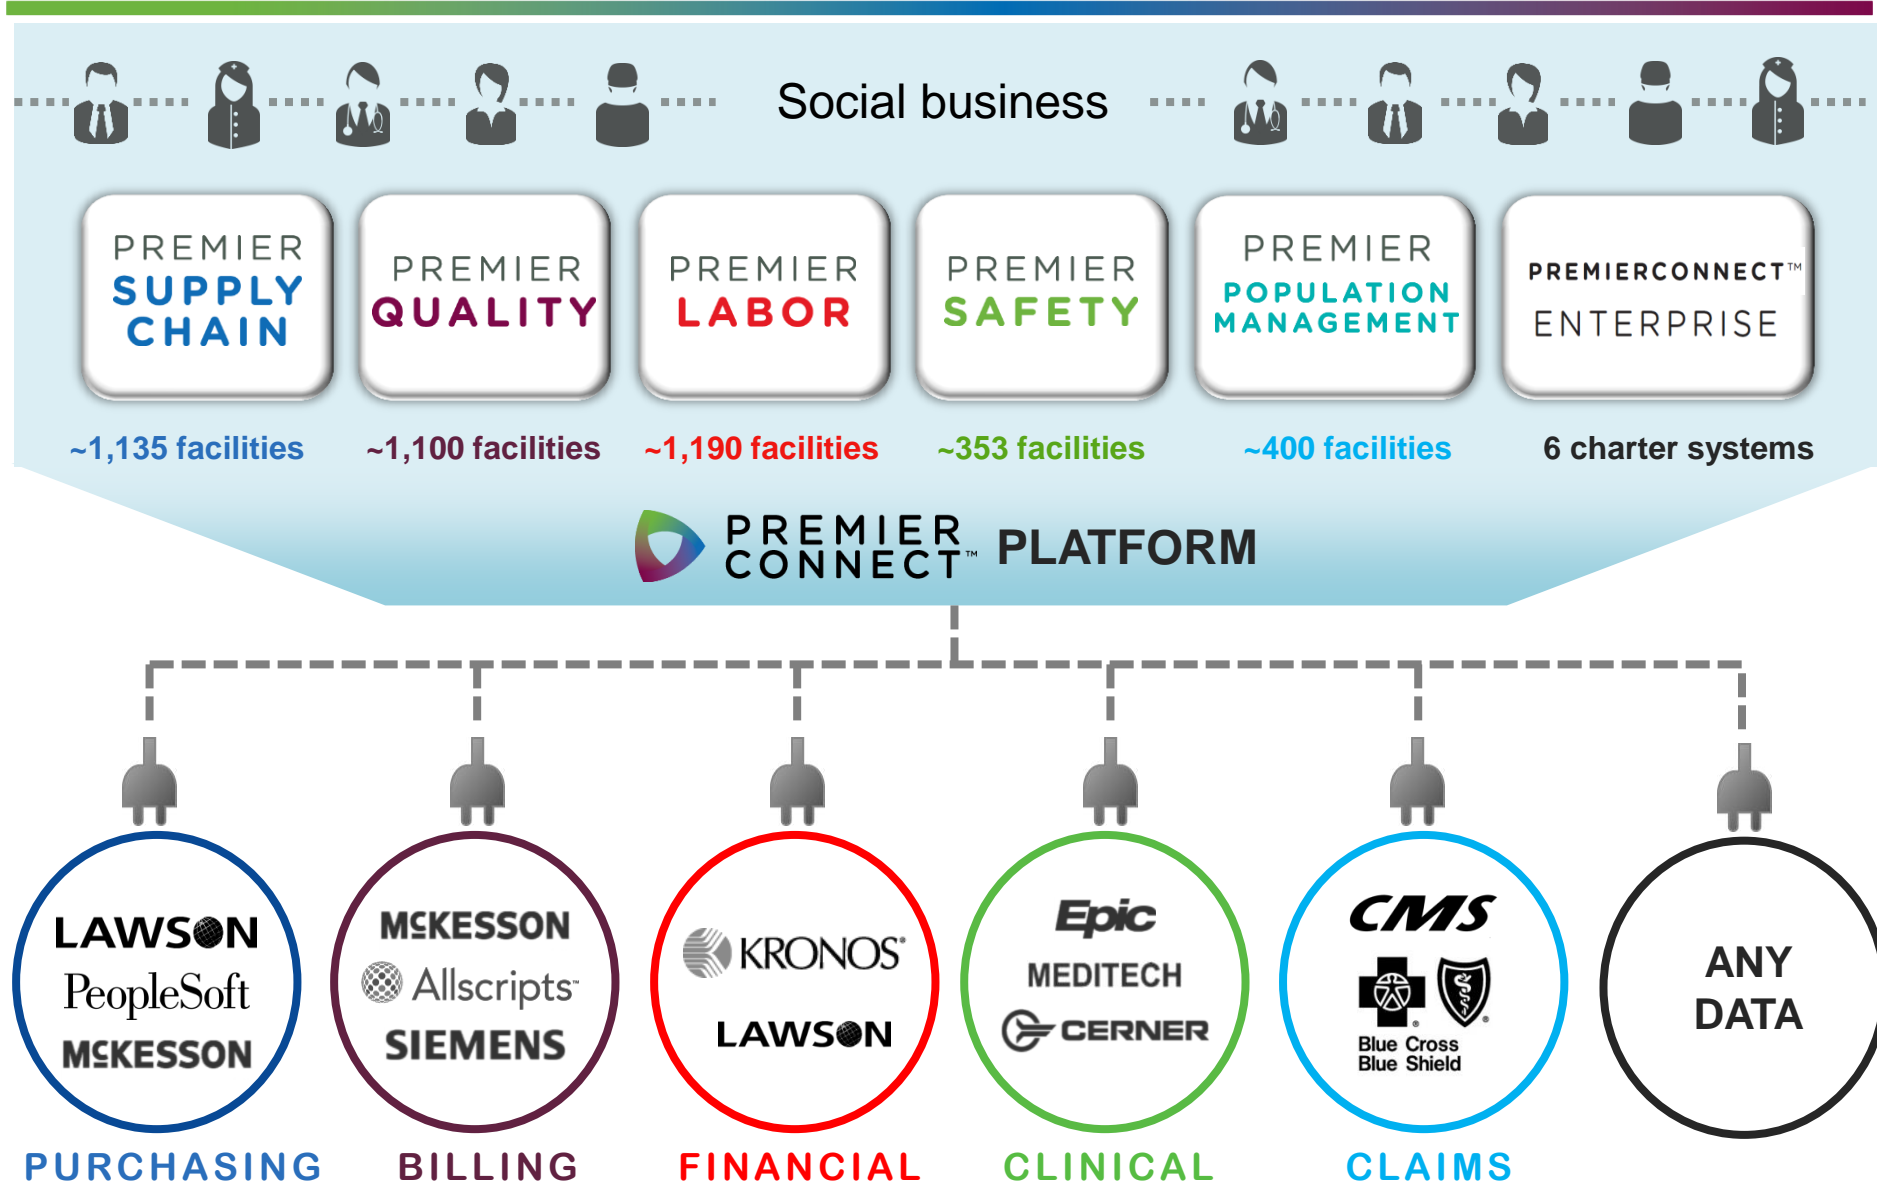 Social business
PREMIER
SUPPLY
CHAIN
PREMIER
QUALITY
PREMIER
LABOR
PREMIER
SAFETY
PREMIER
POPULATION
MANAGEMENT
PREMIERCONNECT™
ENTERPRISE
~1,135 facilities
~1,100 facilities
~1,190 facilities
~353 facilities
~400 facilities
6 charter systems
PREMIER
CONNECT™ PLATFORM
LAWSON
PeopleSoft
MCKESSON
MCKESSON
Allscripts™
SIEMENS
KRONOS®
LAWSON
Epic
MEDITECH
CERNER
CMS
Blue Cross
Blue Shield
ANY
DATA
PURCHASING
BILLING
FINANCIAL
CLINICAL
CLAIMS